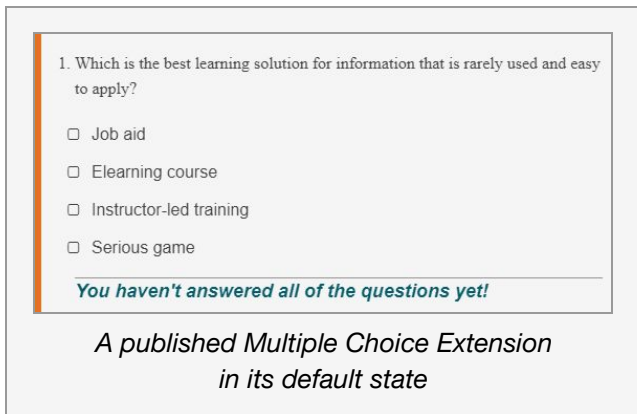 1. Which is the best learning solution for information that is rarely used and easy
to apply?
Job aid
Elearning course
Instructor-led training
Serious game
You haven't answered all of the questions yet!
A published Multiple Choice Extension
in its default state